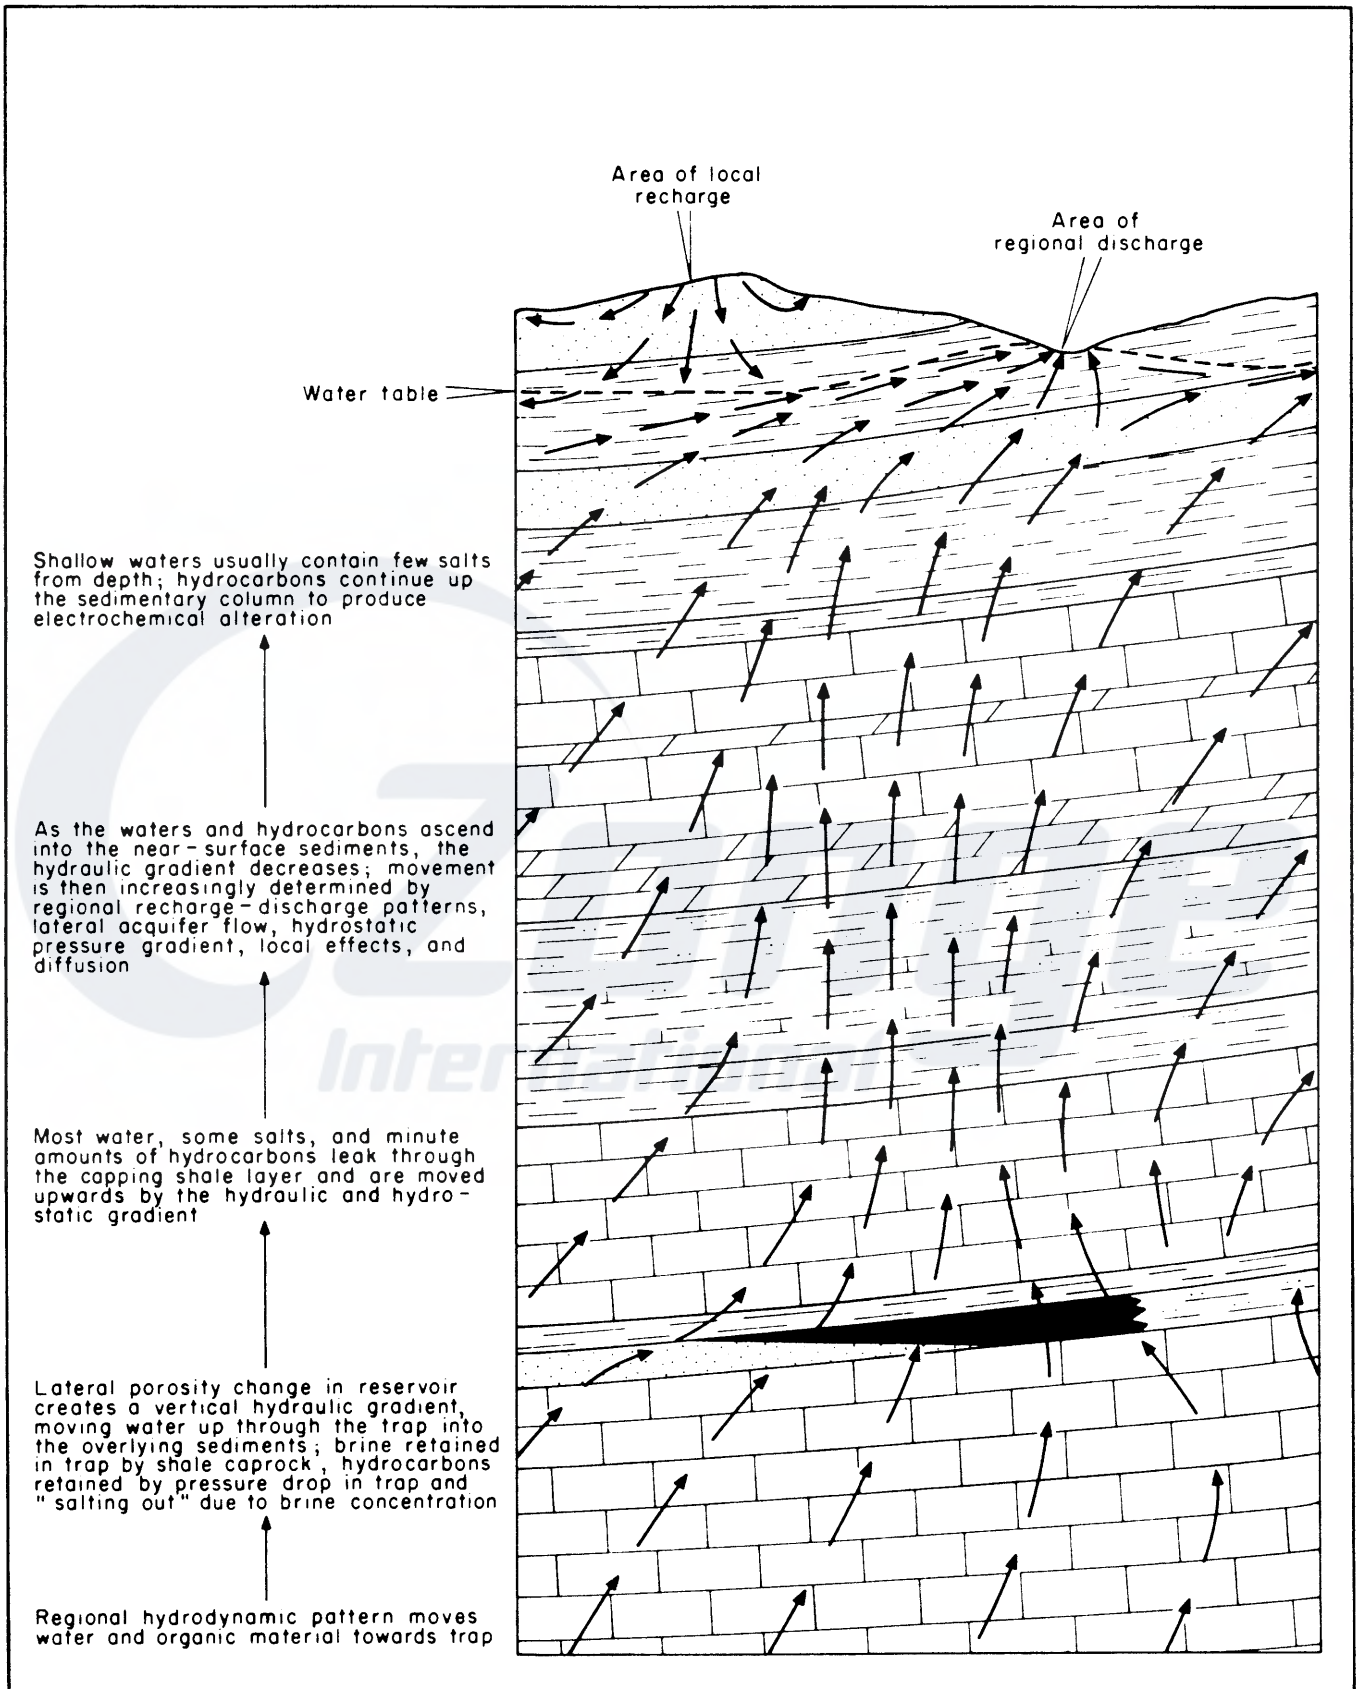 Area of local
recharge
Area of
regional discharge
Water table
Shallow waters usually contain few salts
from depth; hydrocarbons continue up
the sedimentary column to produce
electrochemical alteration
As the waters and hydrocarbons ascend
into the near-surface sediments, the
hydraulic gradient decreases; movement
is then increasingly determined by
regional recharge-discharge patterns,
lateral acquifer flow, hydrostatic
pressure gradient, local effects, and
diffusion
Most water, some salts, and minute
amounts of hydrocarbons leak through
the capping shale layer and are moved
upwards by the hydraulic and hydro-
static gradient
Lateral porosity change in reservoir
creates a vertical hydraulic gradient,
moving water up through the trap into
the overlying sediments; brine retained
in trap by shale caprock, hydrocarbons
retained by pressure drop in trap and
"salting out" due to brine concentration
Regional hydrodynamic pattern moves
water and organic material towards trap
zonge
International